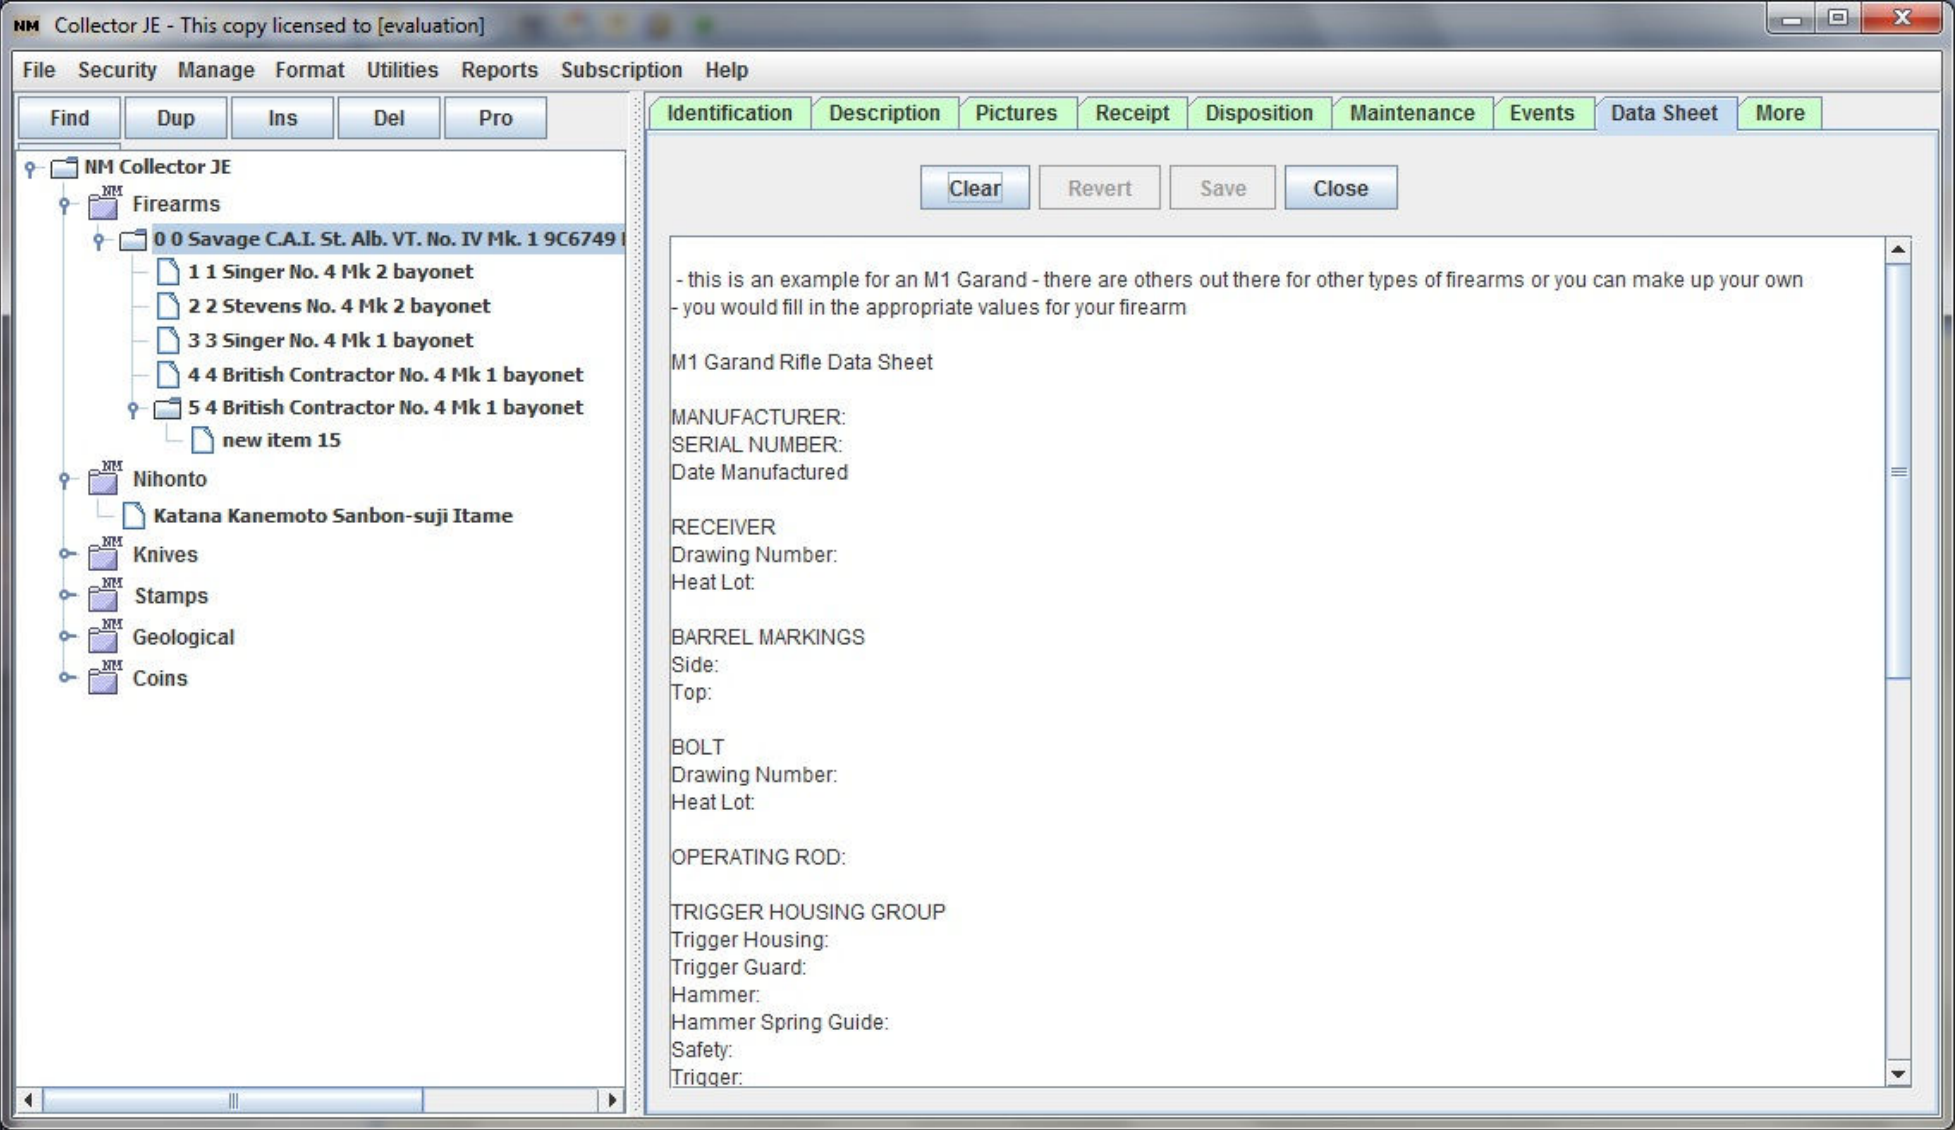 NM Collector JE - This copy licensed to [evaluation]
File Security Manage Format Utilities Reports Subscription Help
Find Dup Ins Del Pro
NM Collector JE
NM Firearms
0 0 Savage C.A.I. St. Alb. VT. No. IV Mk. 1 9C6749
1 1 Singer No. 4 Mk 2 bayonet
2 2 Stevens No. 4 Mk 2 bayonet
3 3 Singer No. 4 Mk 1 bayonet
4 4 British Contractor No. 4 Mk 1 bayonet
5 4 British Contractor No. 4 Mk 1 bayonet
new item 15
NM Nihonto
Katana Kanemoto Sanbon-suji Itame
NM Knives
NM Stamps
NM Geological
NM Coins
Identification Description Pictures Receipt Disposition Maintenance Events Data Sheet More
Clear Revert Save Close
- this is an example for an M1 Garand - there are others out there for other types of firearms or you can make up your own
- you would fill in the appropriate values for your firearm
M1 Garand Rifle Data Sheet
MANUFACTURER:
SERIAL NUMBER:
Date Manufactured
RECEIVER
Drawing Number:
Heat Lot:
BARREL MARKINGS
Side:
Top:
BOLT
Drawing Number:
Heat Lot:
OPERATING ROD:
TRIGGER HOUSING GROUP
Trigger Housing:
Trigger Guard:
Hammer:
Hammer Spring Guide:
Safety:
Trigger: